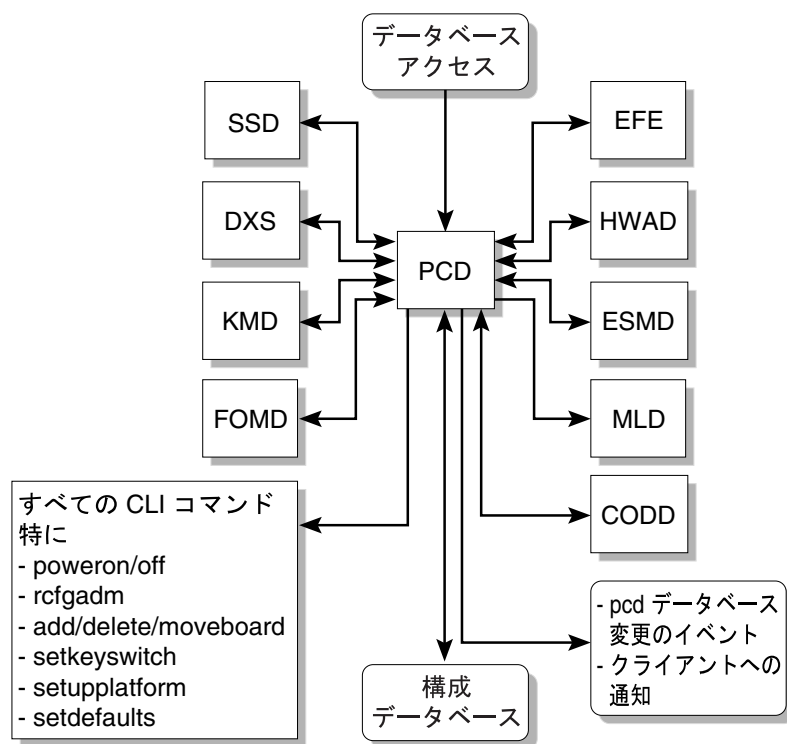 データベース
アクセス
SSD
EFE
DXS
HWAD
PCD
KMD
ESMD
FOMD
MLD
すべての CLI コマンド
特に
- poweron/off
- rcfgadm
- add/delete/moveboard
- setkeyswitch
- setupplatform
- setdefaults
CODD
- pcd データベース
変更のイベント
- クライアントへの
通知
構成
データベース